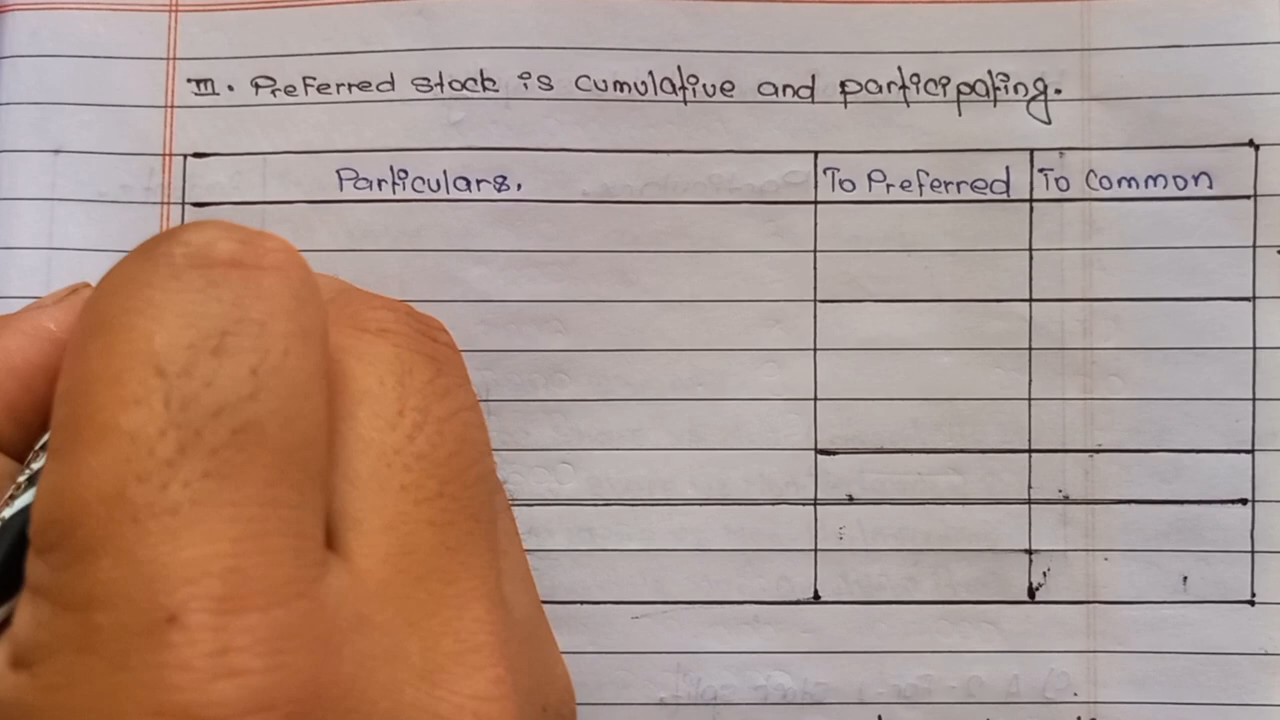 III. Preferred stock is cumulative and participating.
Particulars. To Preferred To Common